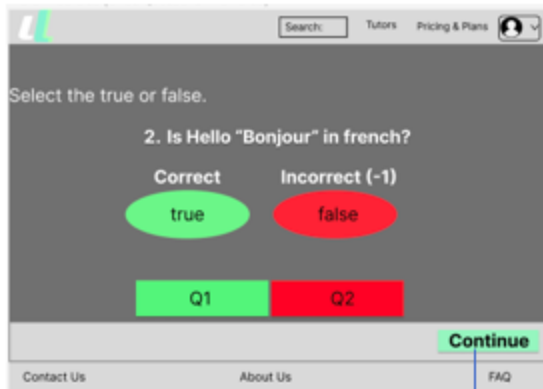 Search: Tutors Pricing & Plans
Select the true or false.
2. Is Hello "Bonjour" in french?
Correct Incorrect (-1)
true false
Q1 Q2
Continue
Contact Us About Us FAQ